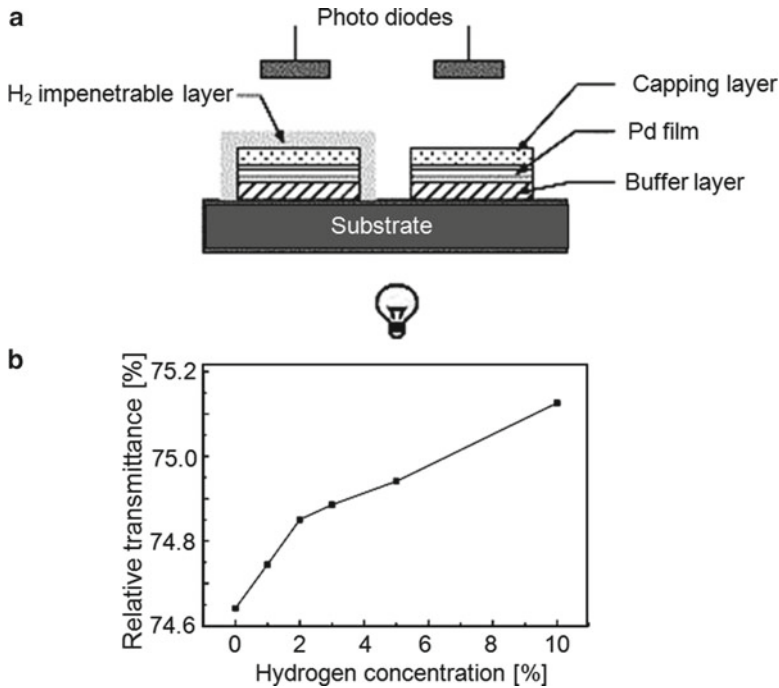 a
Photo diodes
H₂ impenetrable layer
Capping layer
Pd film
Buffer layer
Substrate
b
Relative transmittance [%]
75.2
75.0
74.8
74.6
0 2 4 6 8 10
Hydrogen concentration [%]